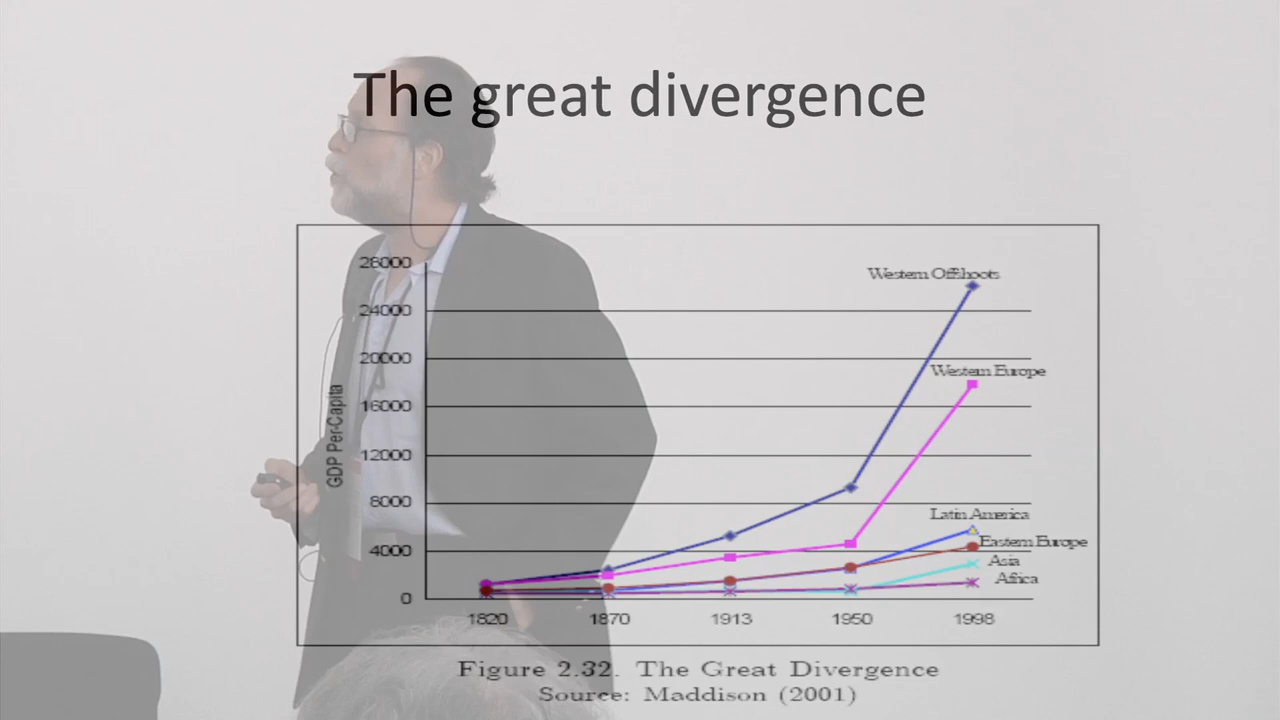 The great divergence
28000
24000
20000
16000
12000
8000
4000
0
GDP Per-Capita
Western Offshoots
Western Europe
Latin America
Eastern Europe
Asia
Africa
1820 1870 1913 1950 1998
Figure 2.32. The Great Divergence
Source: Maddison (2001)